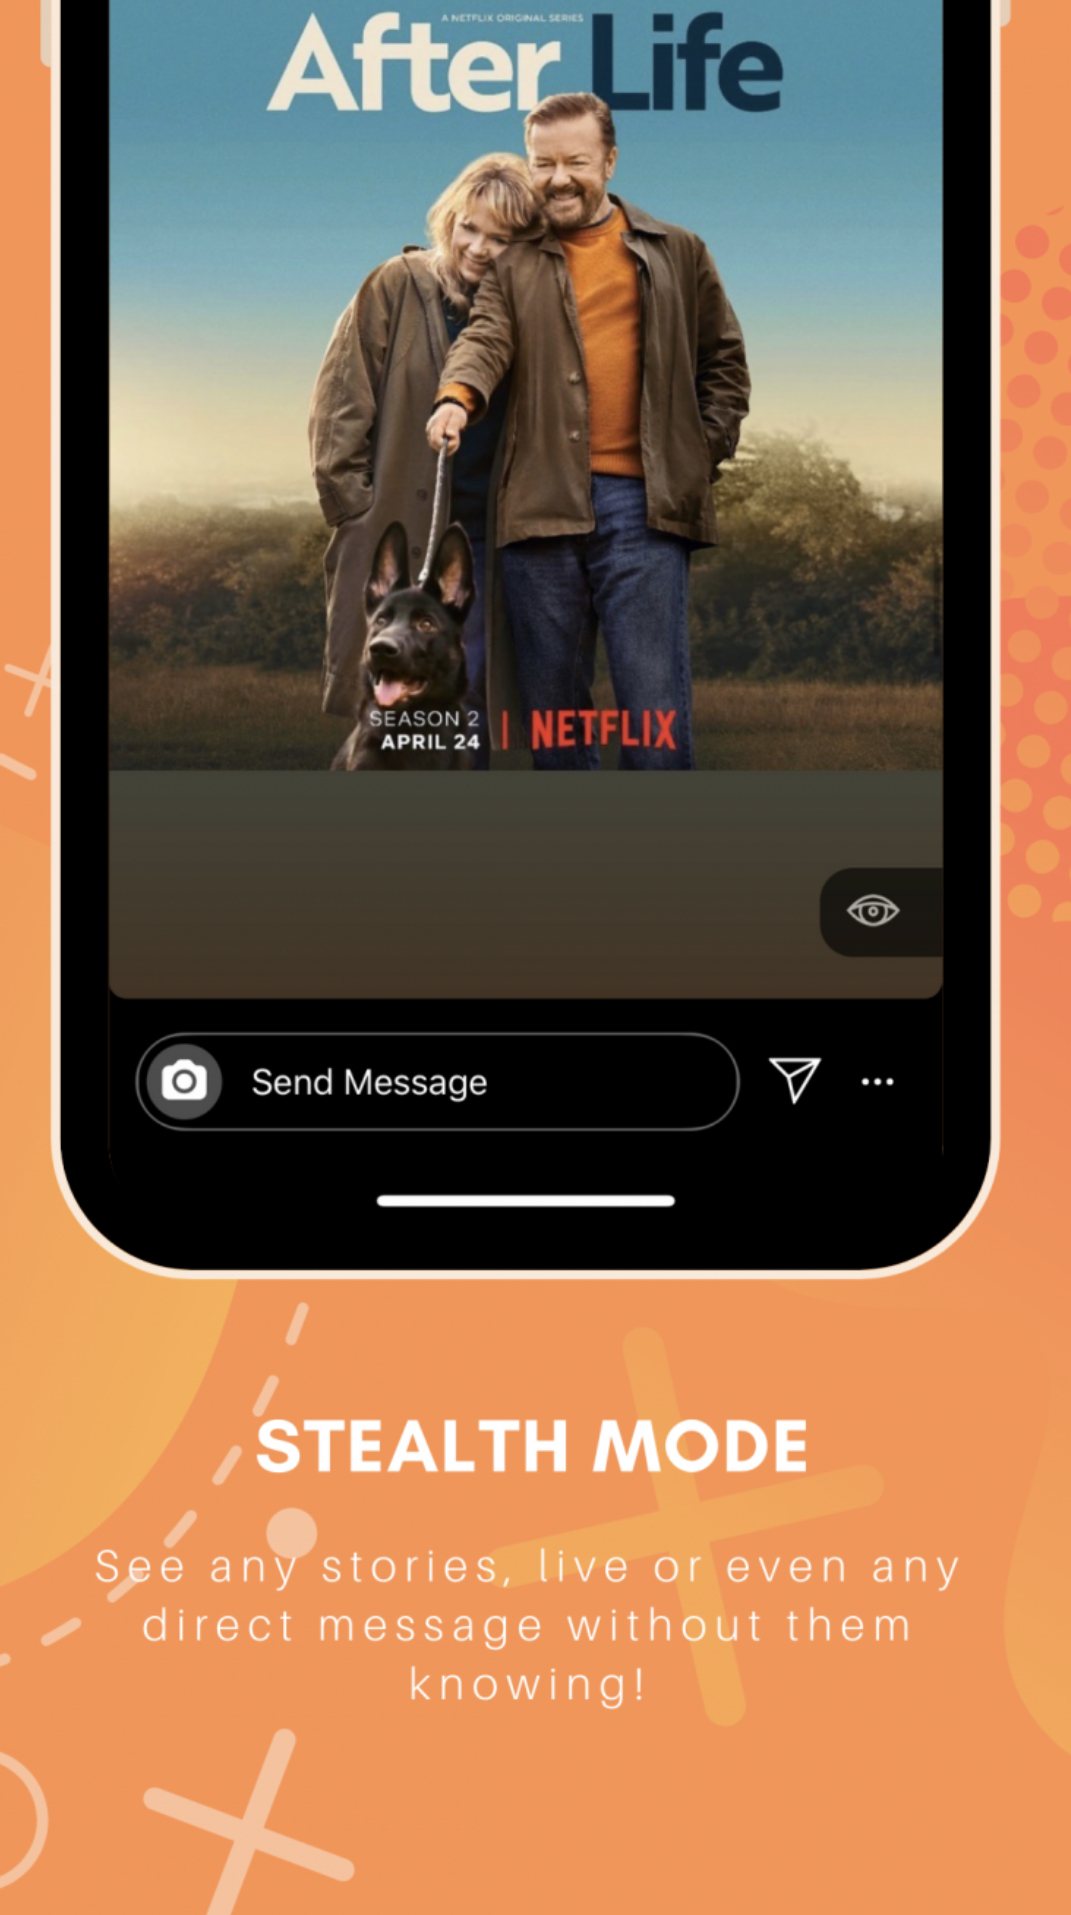 A NETFLIX ORIGINAL SERIES
After Life
SEASON 2
APRIL 24
NETFLIX
Send Message
STEALTH MODE
See any stories, live or even any
direct message without them
knowing!